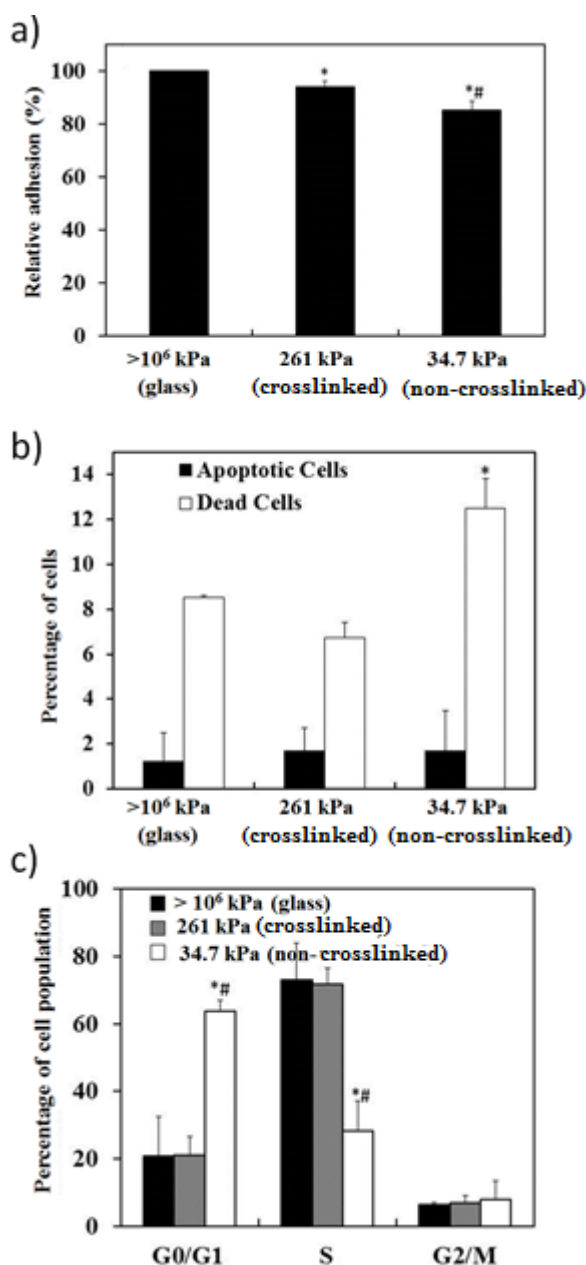 a)
Relative adhesion (%)
100
80
60
40
20
0
*
*#
>10⁶ kPa
(glass)
261 kPa
(crosslinked)
34.7 kPa
(non-crosslinked)
b)
Percentage of cells
14
12
10
8
6
4
2
0
Apoptotic Cells
Dead Cells
*
>10⁶ kPa
(glass)
261 kPa
(crosslinked)
34.7 kPa
(non-crosslinked)
c)
Percentage of cell population
100
80
60
40
20
0
> 10⁶ kPa (glass)
261 kPa (crosslinked)
34.7 kPa (non-crosslinked)
*#
*#
G0/G1
S
G2/M